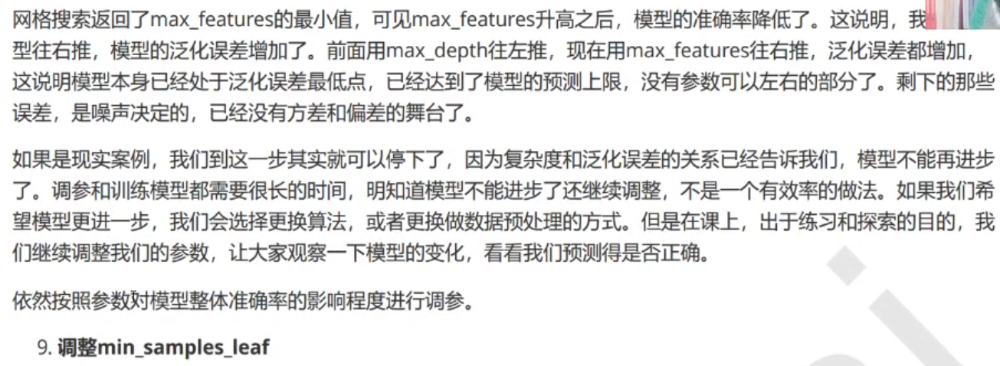 网格搜索返回了max_features的最小值，可见max_features升高之后，模型的准确率降低了。这说明，我
型往右推，模型的泛化误差增加了。前面用max_depth往左推，现在用max_features往右推，泛化误差都增加，
这说明模型本身已经处于泛化误差最低点，已经达到了模型的预测上限，没有参数可以左右的部分了。剩下的那些
误差，是噪声决定的，已经没有方差和偏差的舞台了。
如果是现实案例，我们到这一步其实就可以停下了，因为复杂度和泛化误差的关系已经告诉我们，模型不能再进步
了。调参和训练模型都需要很长的时间，明知道模型不能进步了还继续调整，不是一个有效率的做法。如果我们希
望模型更进一步，我们会选择更换算法，或者更换做数据预处理的方式。但是在课上，出于练习和探索的目的，我
们继续调整我们的参数，让大家观察一下模型的变化，看看我们预测得是否正确。
依然按照参数对模型整体准确率的影响程度进行调参。
9. 调整min_samples_leaf